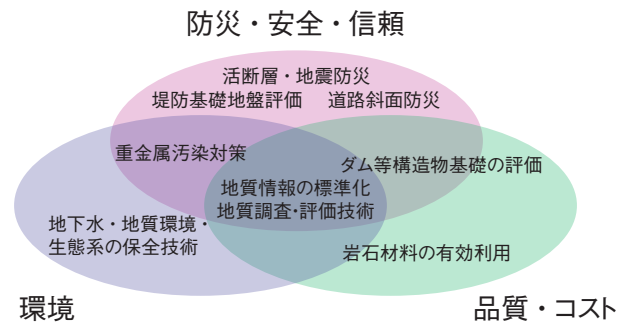 防災・安全・信頼
活断層・地震防災
堤防基礎地盤評価　道路斜面防災
重金属汚染対策
ダム等構造物基礎の評価
地質情報の標準化
地質調査・評価技術
地下水・地質環境・
生態系の保全技術
岩石材料の有効利用
環境
品質・コスト